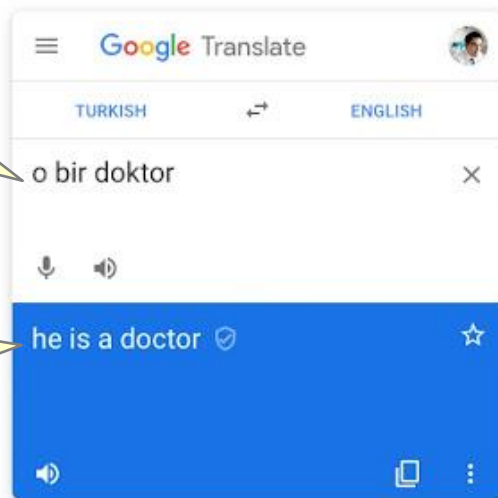 Google Translate
TURKISH ENGLISH
o bir doktor
he is a doctor